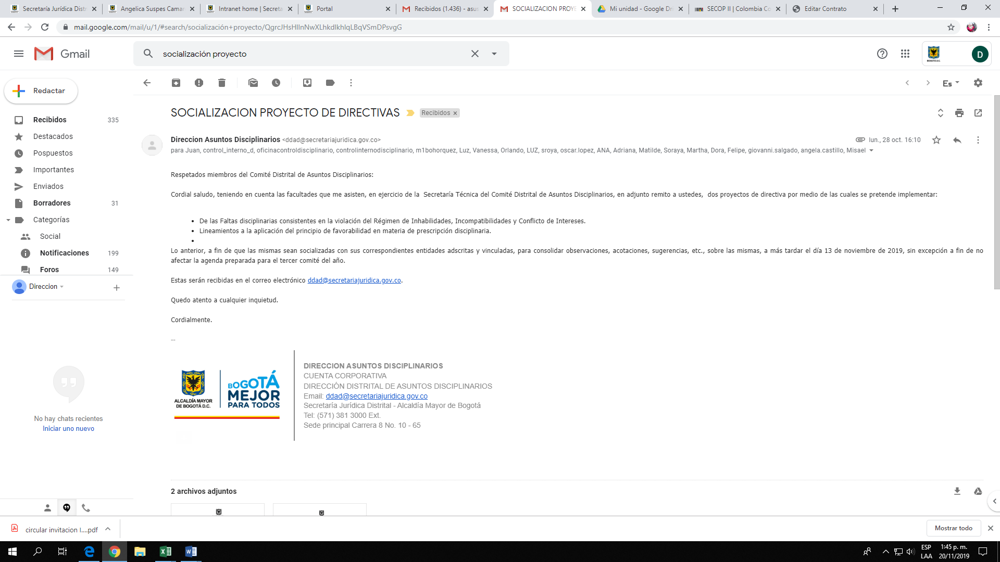 Secretaría Jurídica Distr
Angelica Suspes Camar
Intranet home | Secreta
Portal
Recibidos (1.436) - asus
SOCIALIZACION PROYE
Mi unidad - Google Dri
SECOP II | Colombia Co
Editar Contrato
mail.google.com/mail/u/1/#search/socialización+proyecto/
Gmail
socialización proyecto
BOGOTÁ D.C.
D
Redactar
Es
SOCIALIZACION PROYECTO DE DIRECTIVAS
Recibidos x
Recibidos 335
Destacados
Pospuestos
Importantes
Enviados
Borradores 31
Categorías
Social
Notificaciones 199
Foros 149
Direccion
No hay chats recientes
Iniciar uno nuevo
Direccion Asuntos Disciplinarios <ddad@secretariajuridica.gov.co>
lun., 28 oct. 16:10
para Juan, control_interno_d, oficinacontroldisciplinario, controlinternodisciplinario, m1bohorquez, Luz, Vanessa, Orlando, LUZ, sroya, oscar.lopez, ANA, Adriana, Matilde, Soraya, Martha, Dora, Felipe, giovanni.salgado, angela.castillo, Misael
Respetados miembros del Comité Distrital de Asuntos Disciplinarios:
Cordial saludo, teniendo en cuenta las facultades que me asisten, en ejercicio de la Secretaría Técnica del Comité Distrital de Asuntos Disciplinarios, en adjunto remito a ustedes, dos proyectos de directiva por medio de las cuales se pretende implementar:
• De las Faltas disciplinarias consistentes en la violación del Régimen de Inhabilidades, Incompatibilidades y Conflicto de Intereses.
• Lineamientos a la aplicación del principio de favorabilidad en materia de prescripción disciplinaria.
•
Lo anterior, a fin de que las mismas sean socializadas con sus correspondientes entidades adscritas y vinculadas, para consolidar observaciones, acotaciones, sugerencias, etc., sobre las mismas, a más tardar el día 13 de noviembre de 2019, sin excepción a fin de no
afectar la agenda preparada para el tercer comité del año.
Estas serán recibidas en el correo electrónico ddad@secretariajuridica.gov.co.
Quedo atento a cualquier inquietud.
Cordialmente.
--
ALCALDÍA MAYOR
DE BOGOTÁ D.C.
BOGOTÁ
MEJOR
PARA TODOS
DIRECCION ASUNTOS DISCIPLINARIOS
CUENTA CORPORATIVA
DIRECCIÓN DISTRITAL DE ASUNTOS DISCIPLINARIOS
Email: ddad@secretariajuridica.gov.co
Secretaría Jurídica Distrital - Alcaldía Mayor de Bogotá
Tel: (571) 381 3000 Ext.
Sede principal Carrera 8 No. 10 - 65
2 archivos adjuntos
circular invitacion I....pdf
Mostrar todo
ESP
LAA
1:45 p. m.
20/11/2019